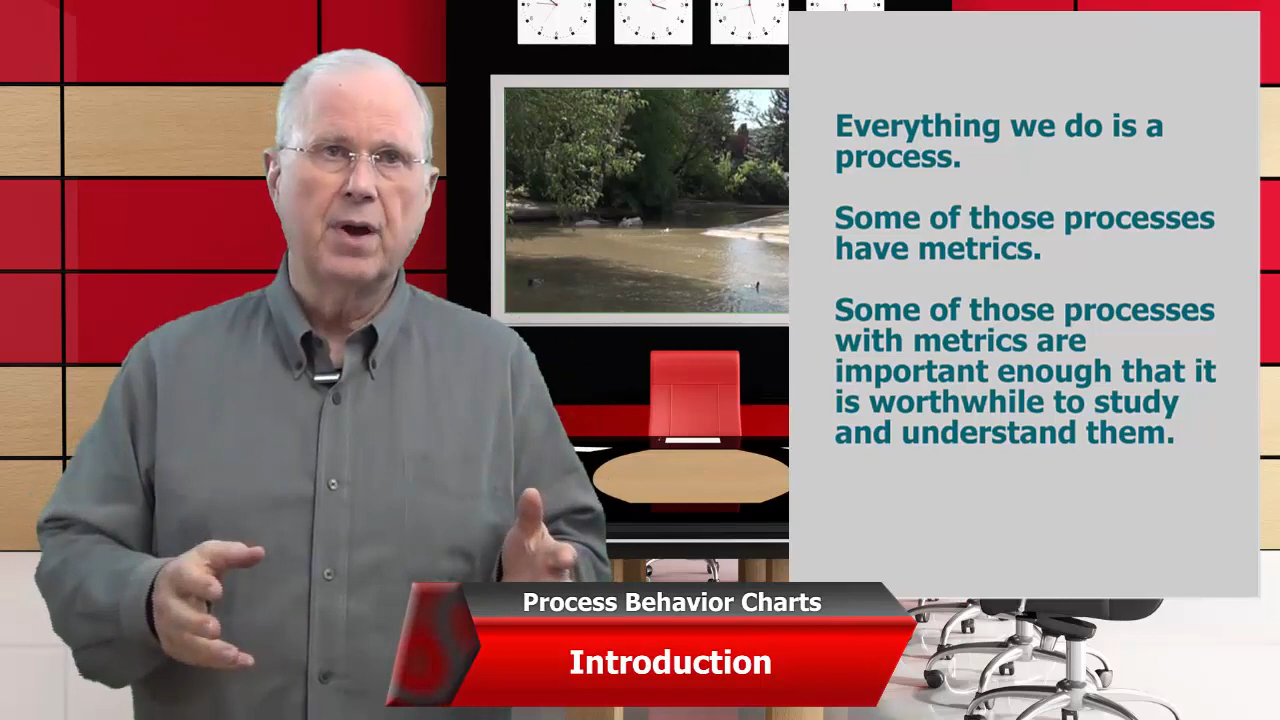 Everything we do is a
process.
Some of those processes
have metrics.
Some of those processes
with metrics are
important enough that it
is worthwhile to study
and understand them.
Process Behavior Charts
Introduction